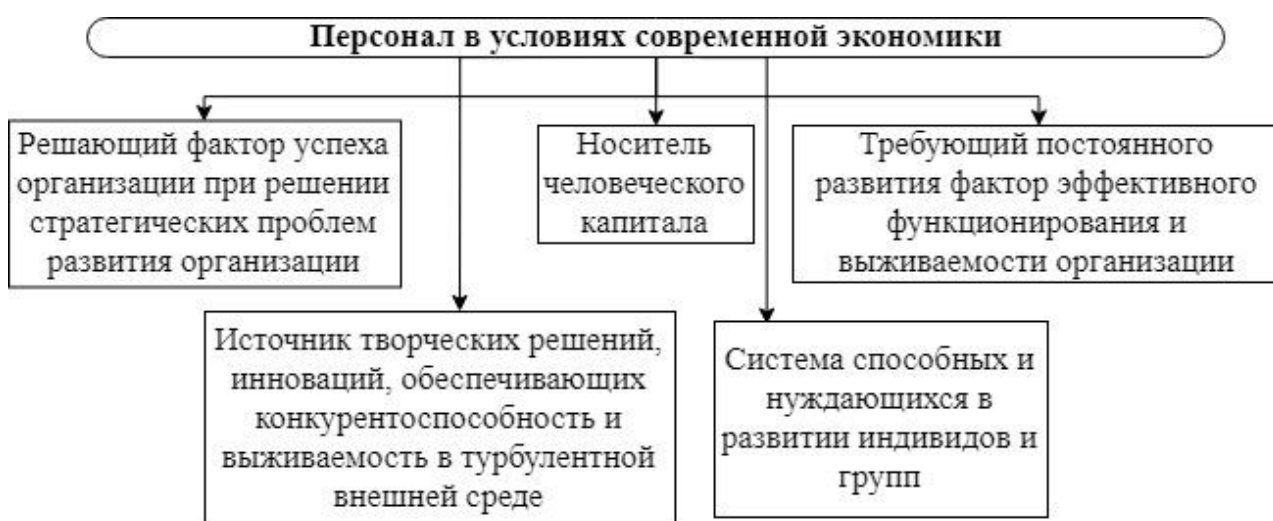 Персонал в условиях современной экономики
Решающий фактор успеха
организации при решении
стратегических проблем
развития организации
Носитель
человеческого
капитала
Требующий постоянного
развития фактор эффективного
функционирования и
выживаемости организации
Источник творческих решений,
инноваций, обеспечивающих
конкурентоспособность и
выживаемость в турбулентной
внешней среде
Система способных и
нуждающихся в
развитии индивидов и
групп